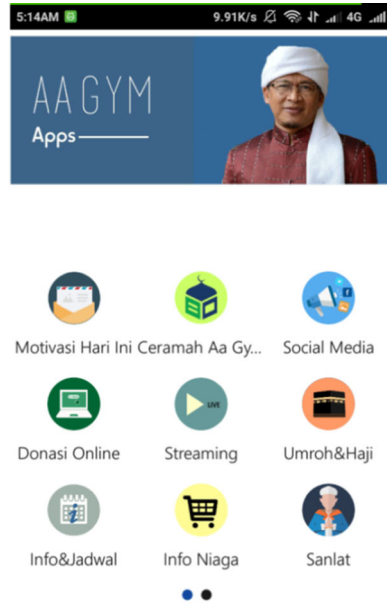 5:14AM 9.91K/s 4G
AA GYM
Apps
Motivasi Hari Ini Ceramah Aa Gy... Social Media
LIVE
Donasi Online Streaming Umroh&Haji
Info&Jadwal Info Niaga Sanlat